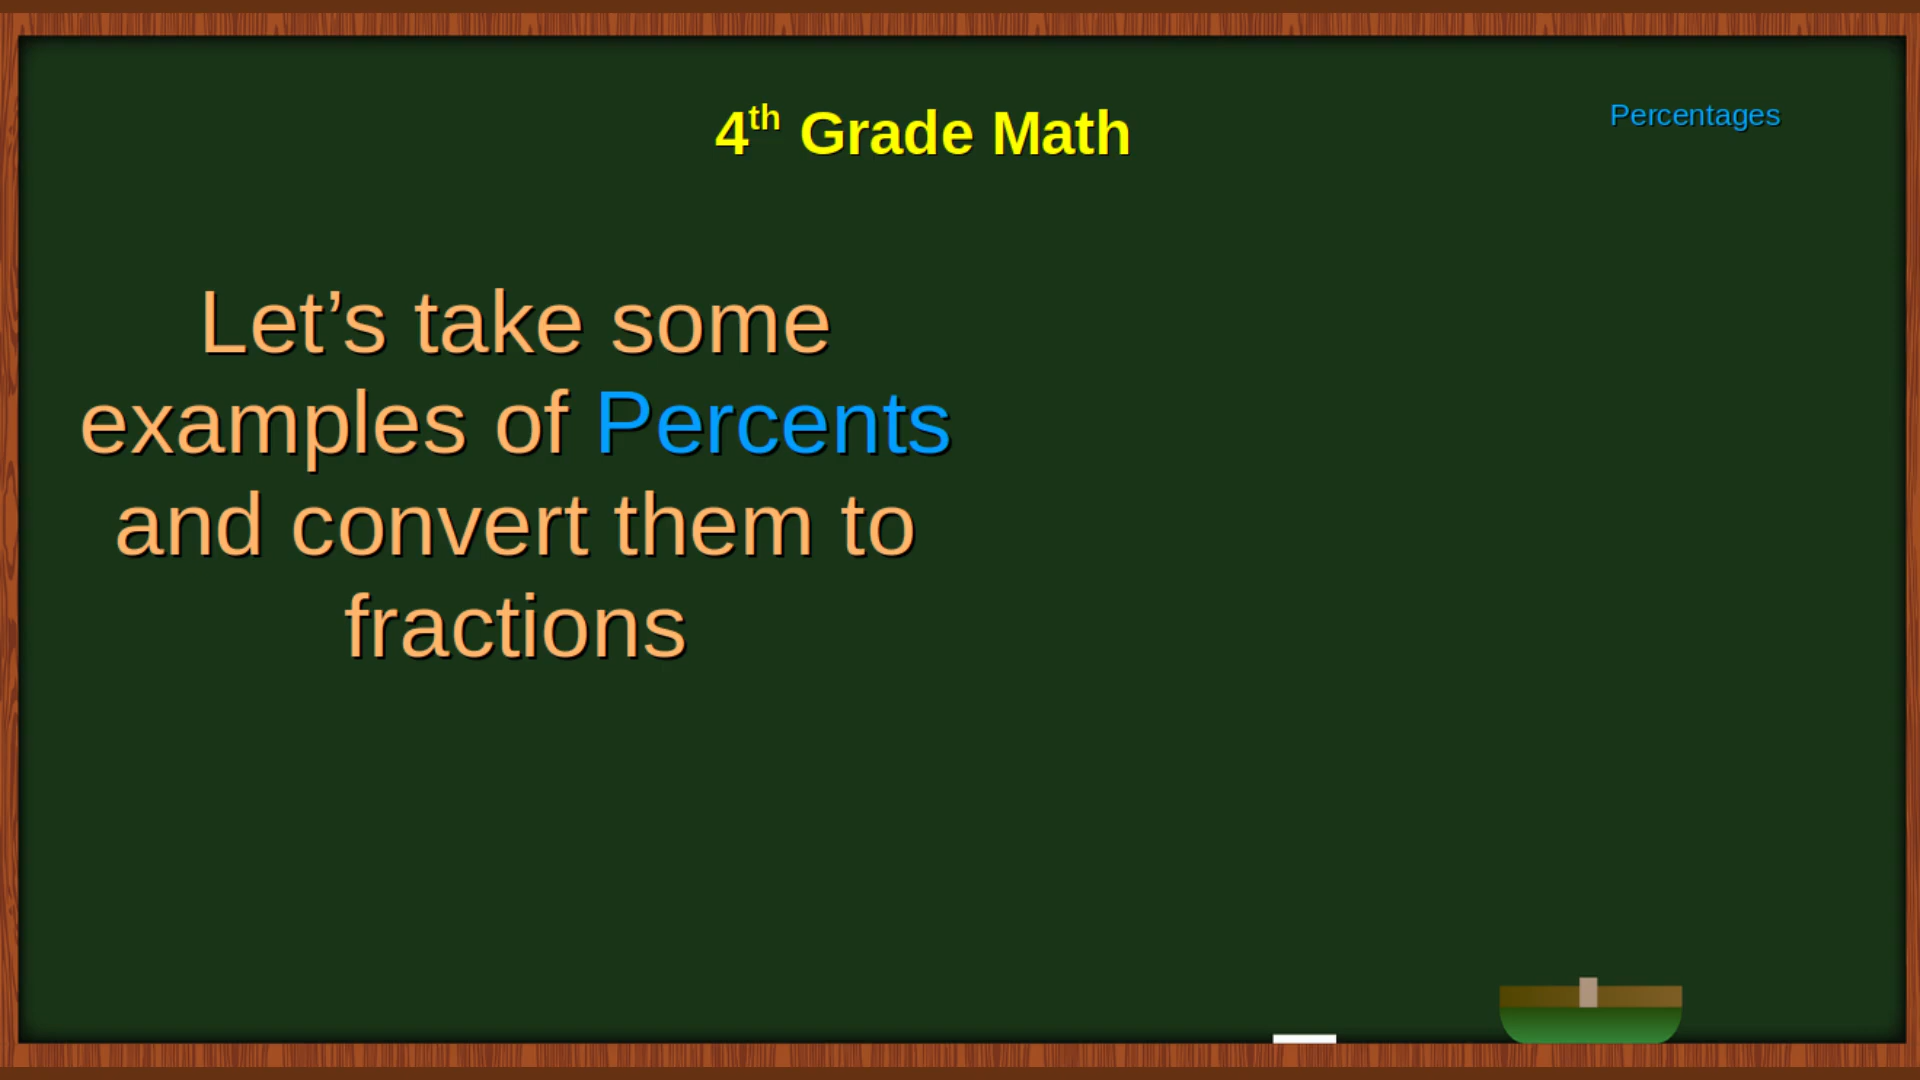 4th Grade Math
Percentages
Let’s take some
examples of Percents
and convert them to
fractions